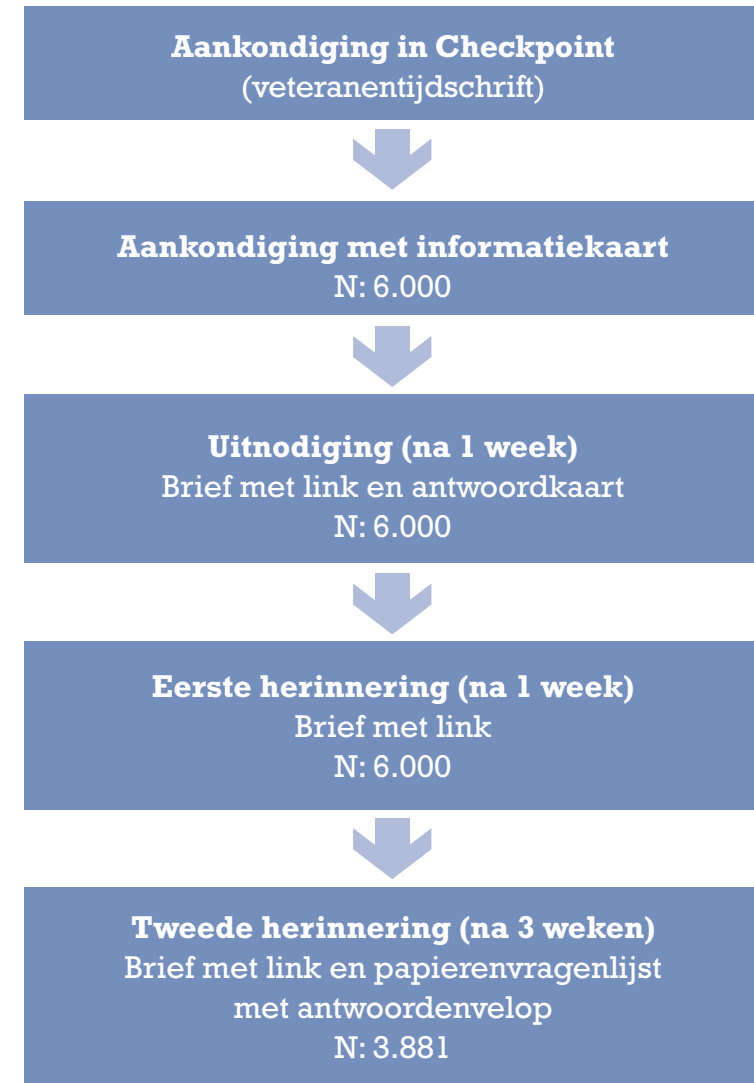 Aankondiging in Checkpoint
(veteranentijdschrift)
Aankondiging met informatiekaart
N: 6.000
Uitnodiging (na 1 week)
Brief met link en antwoordkaart
N: 6.000
Eerste herinnering (na 1 week)
Brief met link
N: 6.000
Tweede herinnering (na 3 weken)
Brief met link en papierenvragenlijst
met antwoordenvelop
N: 3.881